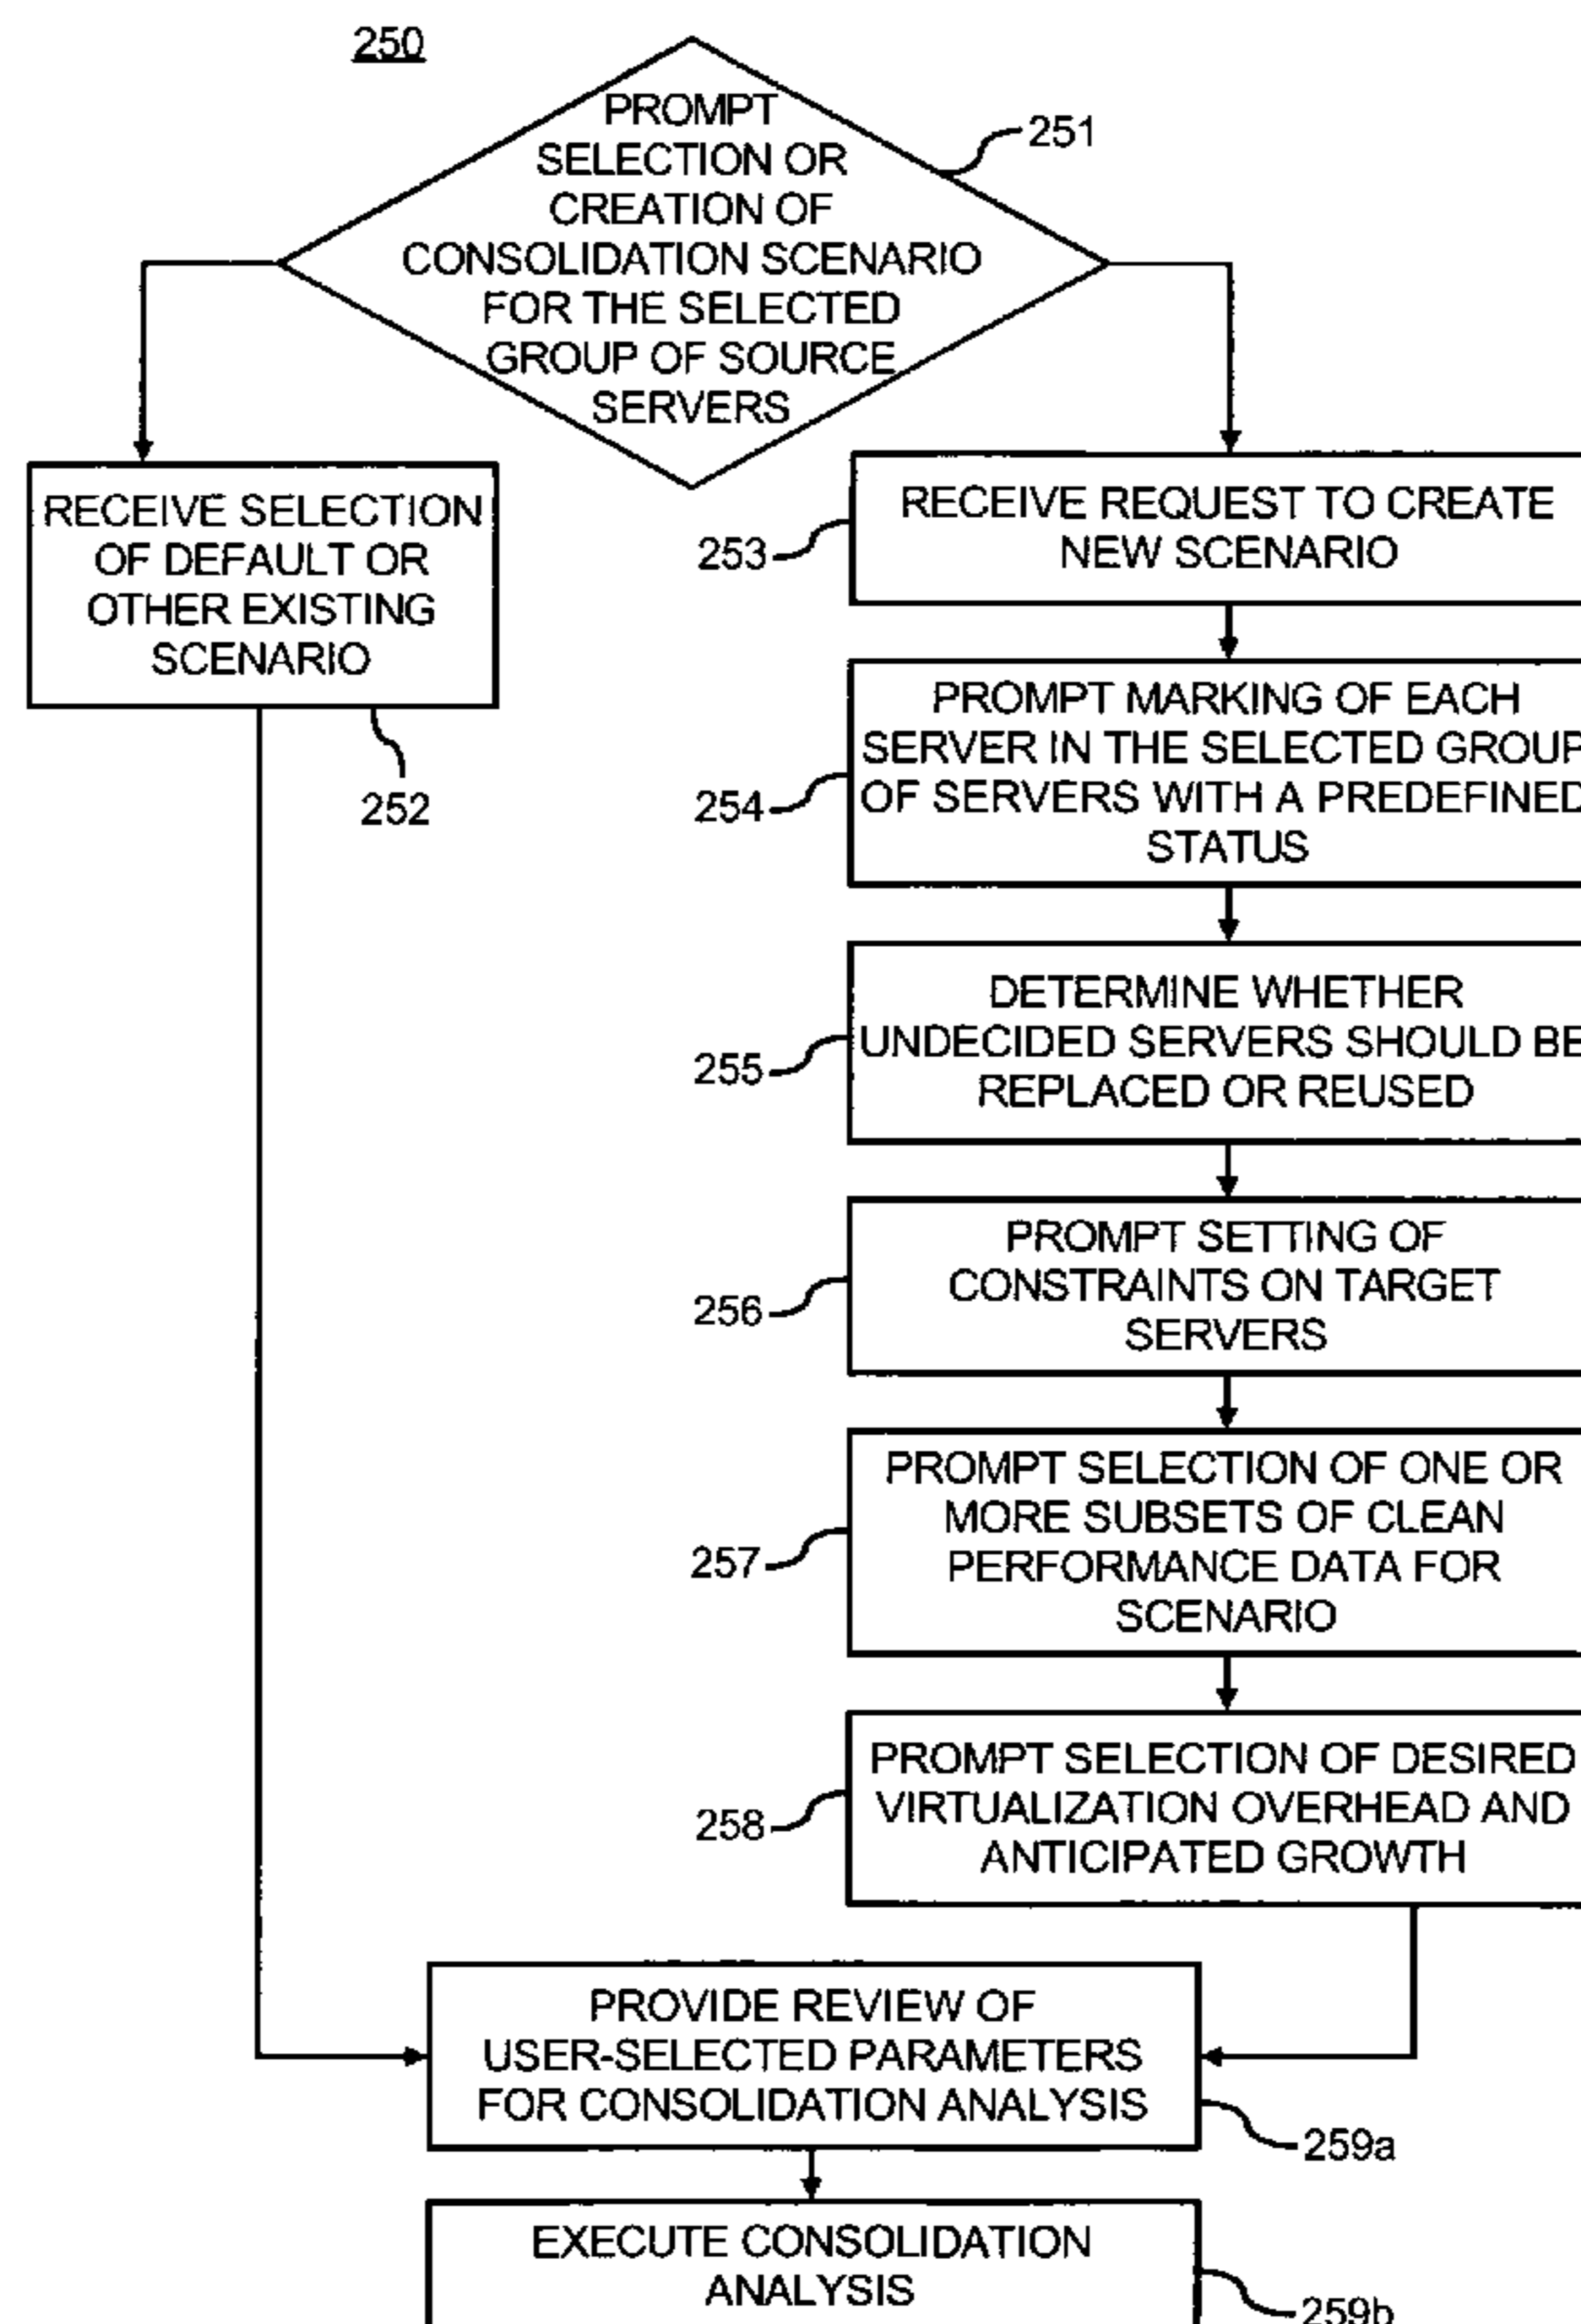 250
PROMPT
SELECTION OR
CREATION OF
CONSOLIDATION SCENARIO
FOR THE SELECTED
GROUP OF SOURCE
SERVERS
251
RECEIVE SELECTION
OF DEFAULT OR
OTHER EXISTING
SCENARIO
252
RECEIVE REQUEST TO CREATE
NEW SCENARIO
253
PROMPT MARKING OF EACH
SERVER IN THE SELECTED GROUP
OF SERVERS WITH A PREDEFINED
STATUS
254
DETERMINE WHETHER
UNDECIDED SERVERS SHOULD BE
REPLACED OR REUSED
255
PROMPT SETTING OF
CONSTRAINTS ON TARGET
SERVERS
256
PROMPT SELECTION OF ONE OR
MORE SUBSETS OF CLEAN
PERFORMANCE DATA FOR
SCENARIO
257
PROMPT SELECTION OF DESIRED
VIRTUALIZATION OVERHEAD AND
ANTICIPATED GROWTH
258
PROVIDE REVIEW OF
USER-SELECTED PARAMETERS
FOR CONSOLIDATION ANALYSIS
259a
EXECUTE CONSOLIDATION
ANALYSIS
259b